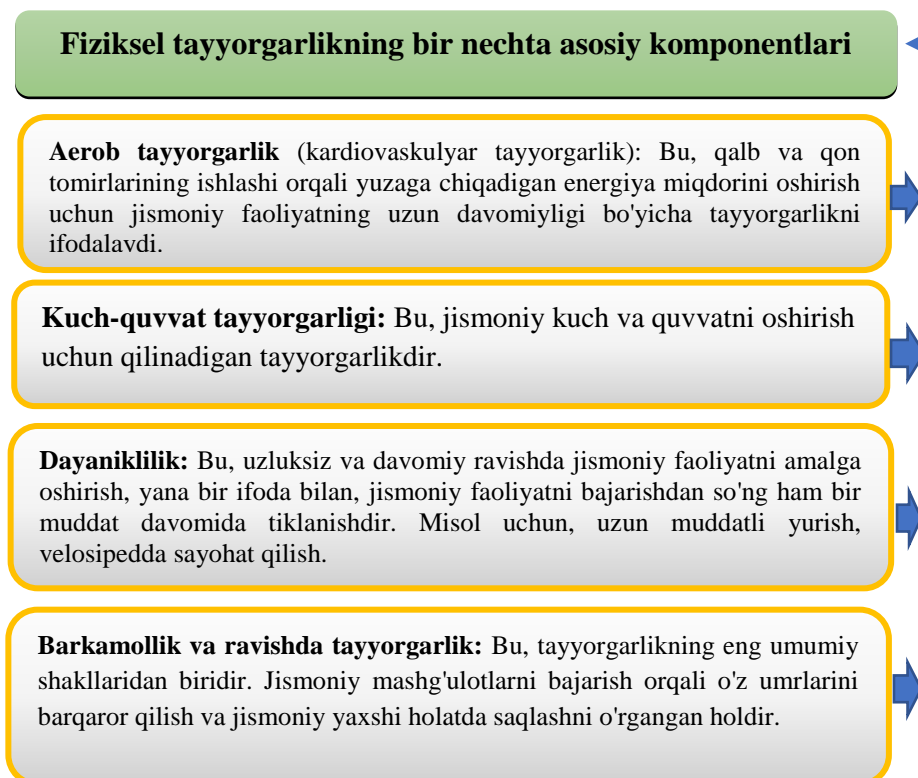 Fiziksel tayyorgarlikning bir nechta asosiy komponentlari
Aerob tayyorgarlik (kardiovaskulyar tayyorgarlik): Bu, qalb va qon
tomirlarining ishlashi orqali yuzaga chiqadigan energiya miqdorini oshirish
uchun jismoniy faoliyatning uzun davomiyligi bo'yicha tayyorgarlikni
ifodalavdi.
Kuch-quvvat tayyorgarligi: Bu, jismoniy kuch va quvvatni oshirish
uchun qilinadigan tayyorgarlikdir.
Dayaniklilik: Bu, uzluksiz va davomiy ravishda jismoniy faoliyatni amalga
oshirish, yana bir ifoda bilan, jismoniy faoliyatni bajarishdan so'ng ham bir
muddat davomida tiklanishdir. Misol uchun, uzun muddatli yurish,
velosipedda sayohat qilish.
Barkamollik va ravishda tayyorgarlik: Bu, tayyorgarlikning eng umumiy
shakllaridan biridir. Jismoniy mashg'ulotlarni bajarish orqali o'z umrlarini
barqaror qilish va jismoniy yaxshi holatda saqlashni o'rgangan holdir.